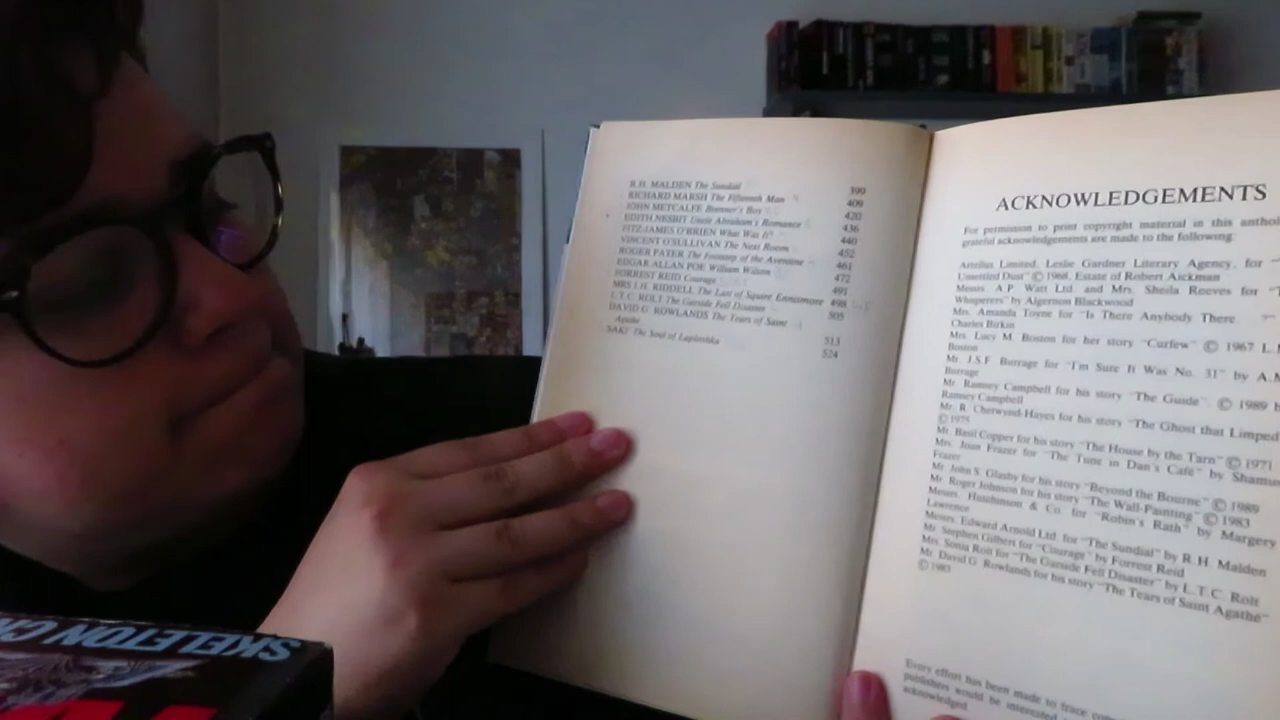 R.H. MALDEN The Sundial 399
RICHARD MARSH The Fifteenth Man 409
JOHN METCALFE Brenner's Boy 420
EDITH NESBIT Uncle Abraham's Romance 436
FITZ-JAMES O'BRIEN What Was It? 440
VINCENT O'SULLIVAN The Next Room 452
ROGER PATER The Footstep of the Aventine 461
EDGAR ALLAN POE William Wilson 472
FORREST REID Courage 491
MRS J.H. RIDDELL The Last of Squire Ennismore 498
L.T.C. ROLT The Garside Fell Disaster 505
DAVID G. ROWLANDS The Tears of Saint
Agathé 513
SAKI The Soul of Laploshka 524
ACKNOWLEDGEMENTS
For permission to print copyright material in this
grateful acknowledgements are made to the following:
Artellus Limited, Leslie Gardner Literary Agency, for
Unsettled Dust" © 1968, Estate of Robert Aickman
Messrs. A.P. Watt Ltd and Mrs. Sheila Reeves for
Whisperers" by Algernon Blackwood
Mrs. Amanda Toyne for "Is There Anybody There
Charles Birkin
Mrs. Lucy M. Boston for her story "Curfew" © 1967 L.
Boston
Mr. J.S.F. Burrage for "I'm Sure It Was No. 31" by A.M.
Burrage
Mr. Ramsey Campbell for his story "The Guide". © 1989
Ramsey Campbell
Mr. R. Chetwynd-Hayes for his story "The Ghost that Limped
© 1975
Mr. Basil Copper for his story "The House by the Tarn" © 1971
Mrs. Joan Frazer for "The Tune in Dan's Café" by Shamus
Frazer
Mr. John S. Glasby for his story "Beyond the Bourne" © 1989
Mr. Roger Johnson for his story "The Wall-Painting" © 1983
Messrs. Hutchinson & Co. for "Robin's Rath" by Margery
Lawrence
Messrs. Edward Arnold Ltd. for "The Sundial" by R.H. Malden
Mr. Stephen Gilbert for "Courage" by Forrest Reid
Mrs. Sonia Rolt for "The Garside Fell Disaster" by L.T.C. Rolt
Mr. David G. Rowlands for his story "The Tears of Saint Agathé"
© 1983
Every effort has been made to trace
publishers would be interested
acknowledged
SKELETON